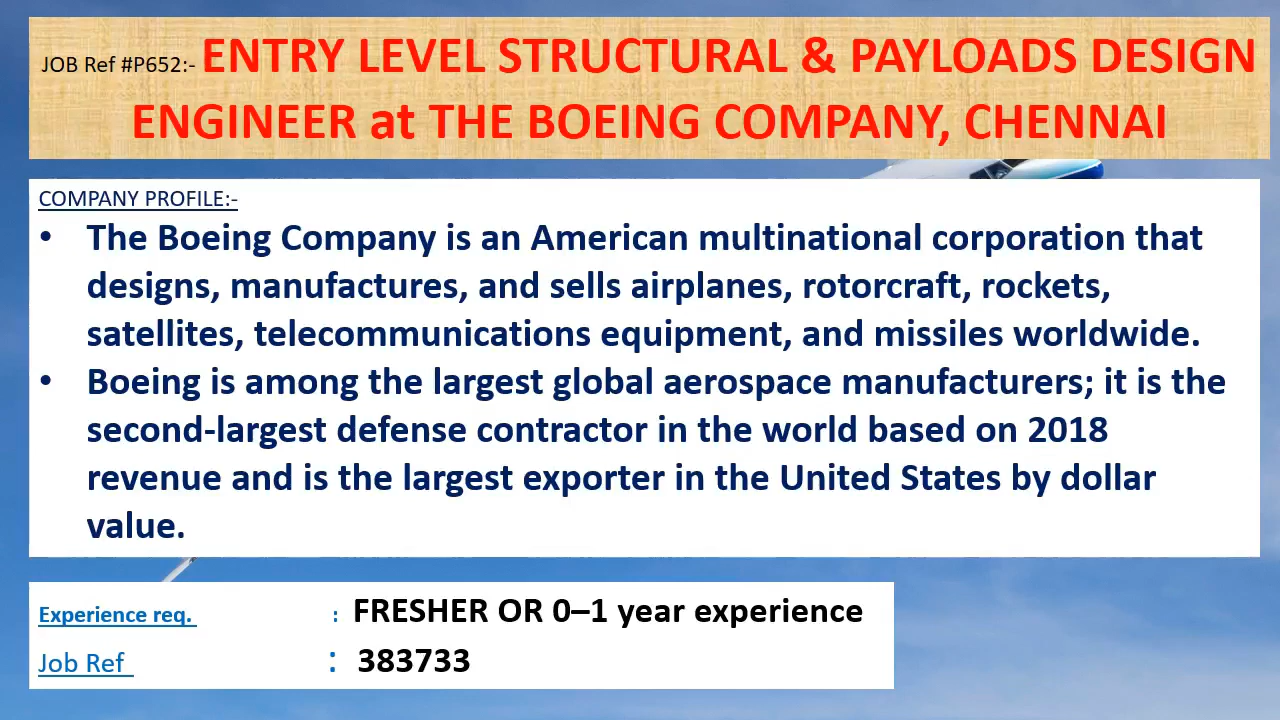 JOB Ref #P652:- ENTRY LEVEL STRUCTURAL & PAYLOADS DESIGN
ENGINEER at THE BOEING COMPANY, CHENNAI
COMPANY PROFILE:-
• The Boeing Company is an American multinational corporation that
designs, manufactures, and sells airplanes, rotorcraft, rockets,
satellites, telecommunications equipment, and missiles worldwide.
• Boeing is among the largest global aerospace manufacturers; it is the
second-largest defense contractor in the world based on 2018
revenue and is the largest exporter in the United States by dollar
value.
Experience req. : FRESHER OR 0–1 year experience
Job Ref : 383733